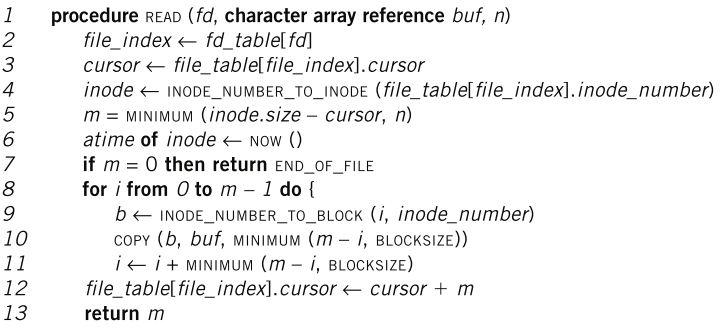 1 procedure READ (fd, character array reference buf, n)
2 file_index ← fd_table[fd]
3 cursor ← file_table[file_index].cursor
4 inode ← INODE_NUMBER_TO_INODE (file_table[file_index].inode_number)
5 m = MINIMUM (inode.size – cursor, n)
6 atime of inode ← NOW ()
7 if m = 0 then return END_OF_FILE
8 for i from 0 to m – 1 do {
9 b ← INODE_NUMBER_TO_BLOCK (i, inode_number)
10 COPY (b, buf, MINIMUM (m – i, BLOCKSIZE))
11 i ← i + MINIMUM (m – i, BLOCKSIZE)
12 file_table[file_index].cursor ← cursor + m
13 return m